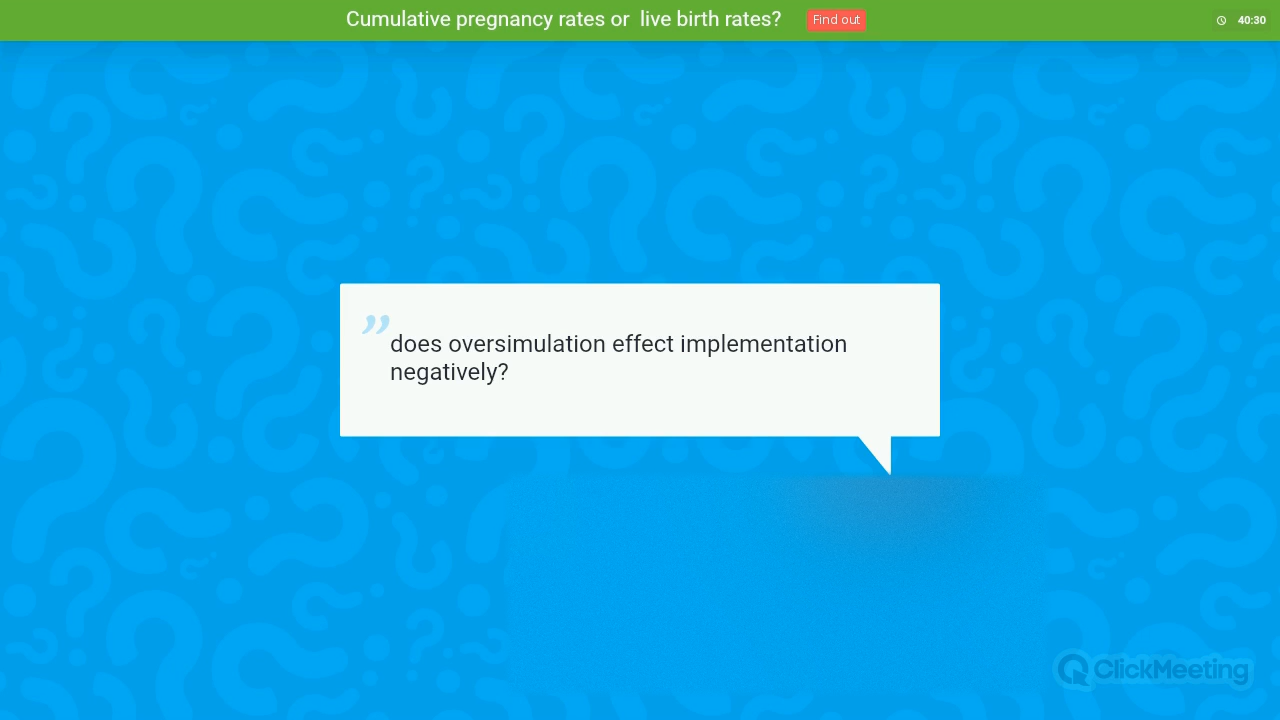 Cumulative pregnancy rates or live birth rates? Find out 40:30
” does oversimulation effect implementation
negatively?
ClickMeeting